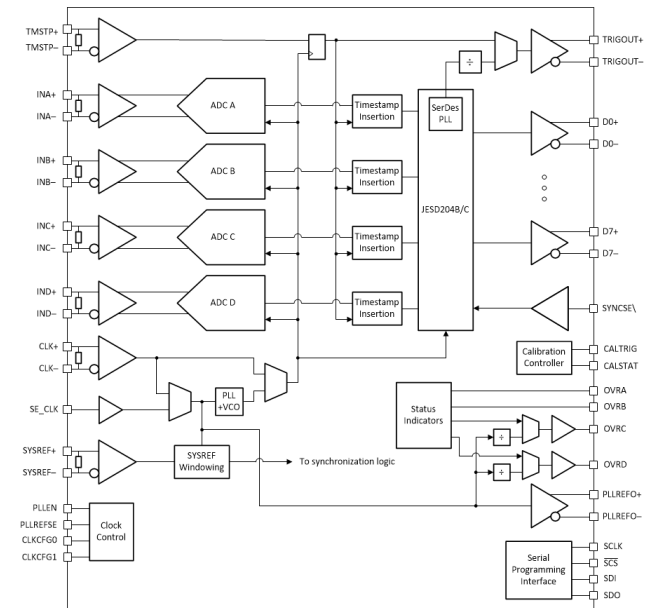 TMSTP+
TMSTP–
TRIGOUT+
TRIGOUT–
÷
SerDes
PLL
INA+
INA–
ADC A
Timestamp
Insertion
D0+
D0–
INB+
INB–
ADC B
Timestamp
Insertion
JESD204B/C
INC+
INC–
ADC C
Timestamp
Insertion
D7+
D7–
IND+
IND–
ADC D
Timestamp
Insertion
SYNCSE\
CLK+
CLK–
Calibration
Controller
CALTRIG
CALSTAT
SE_CLK
PLL
+VCO
Status
Indicators
OVRA
OVRB
OVRC
÷
OVRD
÷
SYSREF+
SYSREF–
SYSREF
Windowing
To synchronization logic
PLLREFO+
PLLREFO–
PLLEN
PLLREFSE
CLKCFG0
CLKCFG1
Clock
Control
Serial
Programming
Interface
SCLK
SCS
SDI
SDO